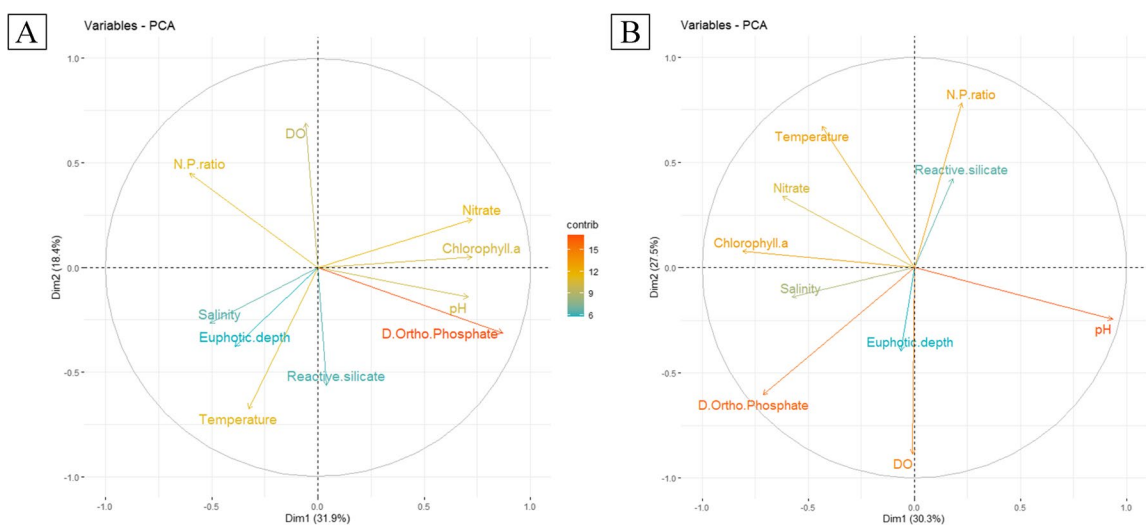 A
Variables - PCA
1.0
0.5
0.0
-0.5
-1.0
Dim2 (18.4%)
DO
N.P.ratio
Nitrate
Chlorophyll.a
pH
D.Ortho.Phosphate
Salinity
Euphotic.depth
Reactive.silicate
Temperature
-1.0 -0.5 0.0 0.5 1.0
Dim1 (31.9%)
contrib
15
12
9
6
B
Variables - PCA
1.0
0.5
0.0
-0.5
-1.0
Dim2 (27.5%)
N.P.ratio
Temperature
Reactive.silicate
Nitrate
Chlorophyll.a
Salinity
Euphotic.depth
pH
D.Ortho.Phosphate
DO
-1.0 -0.5 0.0 0.5 1.0
Dim1 (30.3%)